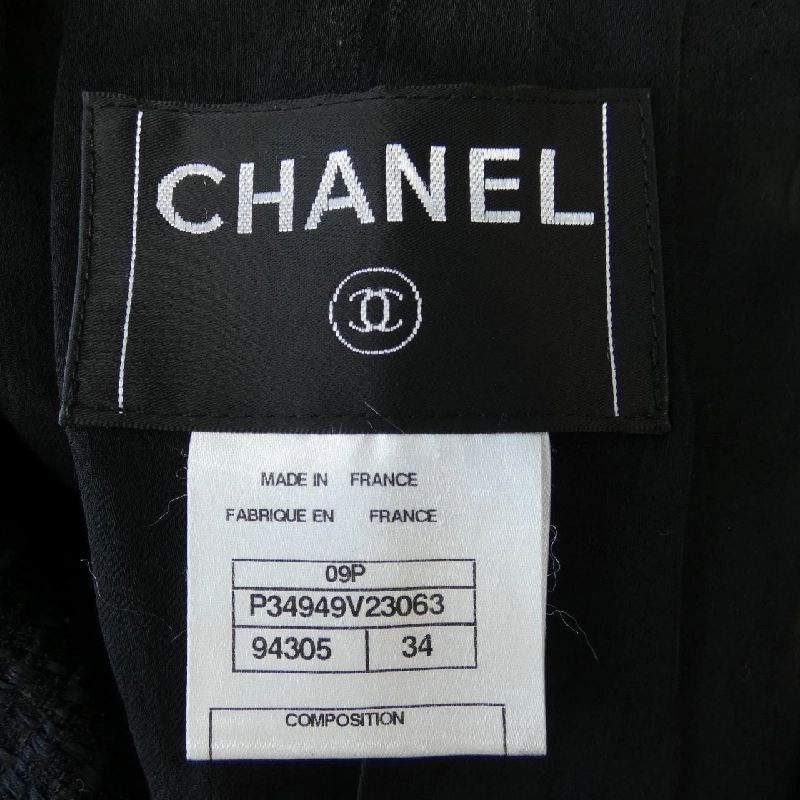 CHANEL
MADE IN FRANCE
FABRIQUE EN FRANCE
09P
P34949V23063
94305 34
COMPOSITION